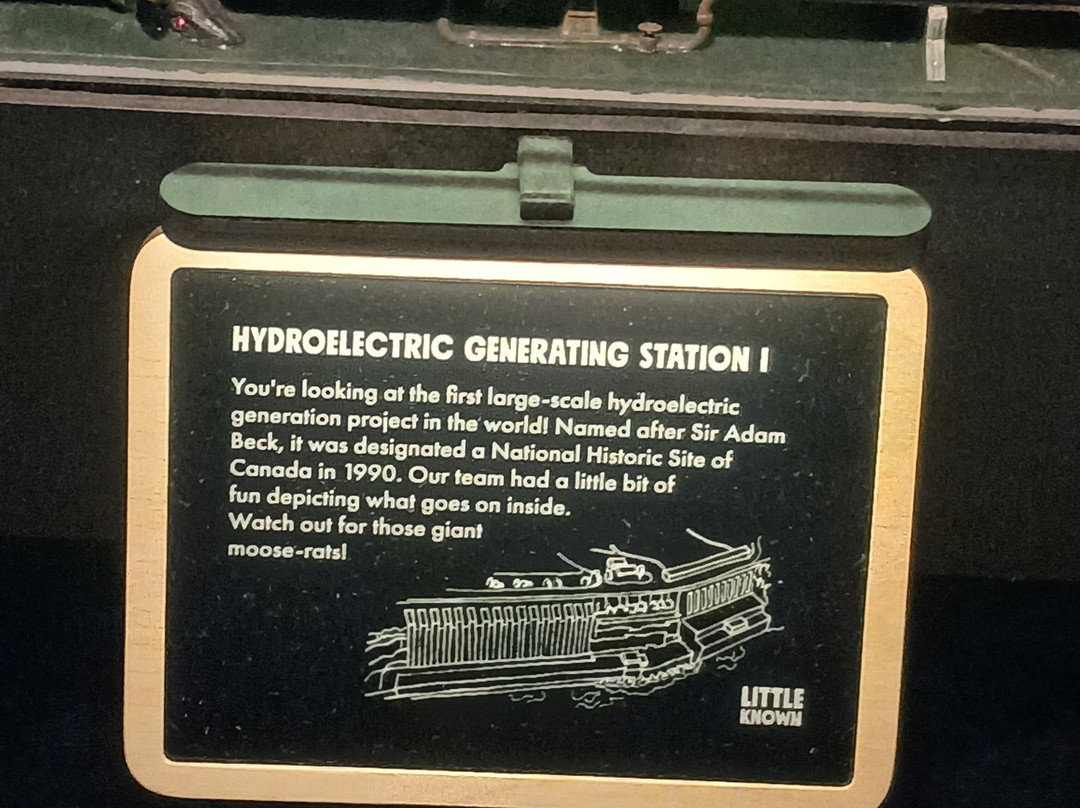 HYDROELECTRIC GENERATING STATION I
You're looking at the first large-scale hydroelectric
generation project in the world! Named after Sir Adam
Beck, it was designated a National Historic Site of
Canada in 1990. Our team had a little bit of
fun depicting what goes on inside.
Watch out for those giant
moose-rats!
LITTLE
KNOWN